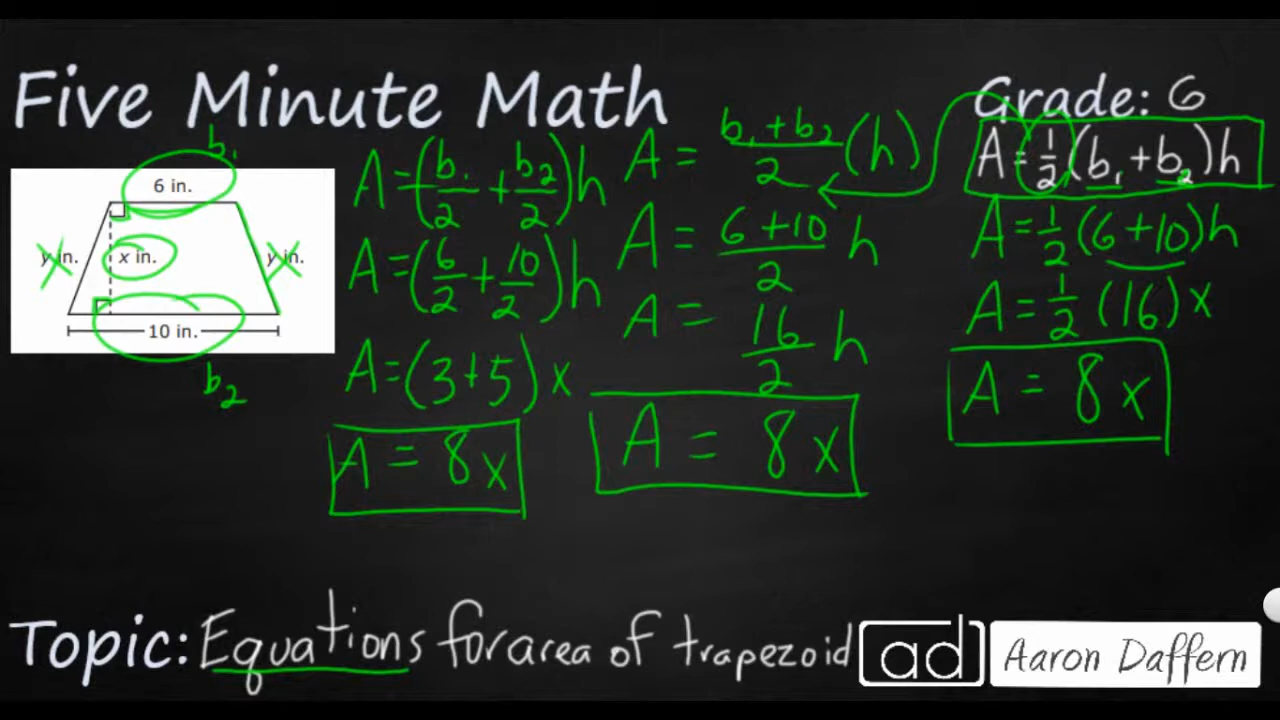 Five Minute Math
Grade: 6
b₁
6 in.
y in.
x in.
y in.
10 in.
b₂
A=(b₁/2+b₂/2)h
A=(6/2+10/2)h
A=(3+5)x
A=8x
A=b₁+b₂/2(h)
A=6+10/2 h
A=16/2 h
A=8x
A=1/2(b₁+b₂)h
A=1/2(6+10)h
A=1/2(16)x
A=8x
Topic: Equations for area of trapezoid
ad Aaron Daffern